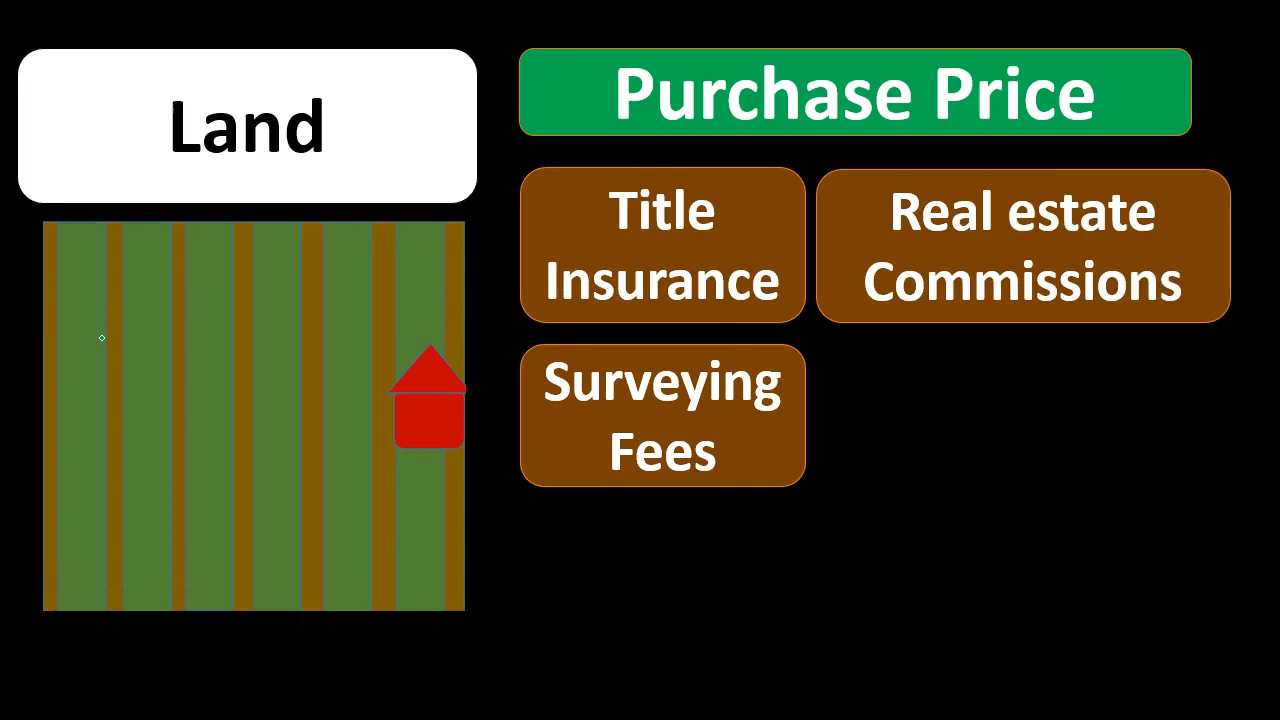 Land
Purchase Price
Title
Insurance
Real estate
Commissions
Surveying
Fees